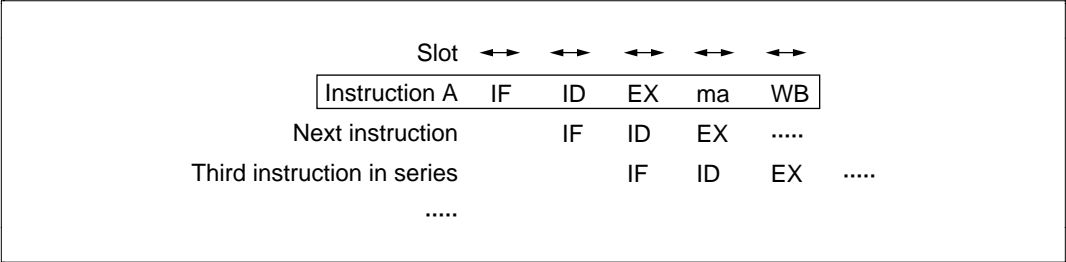 Slot
Instruction A IF ID EX ma WB
Next instruction IF ID EX .....
Third instruction in series IF ID EX .....
.....